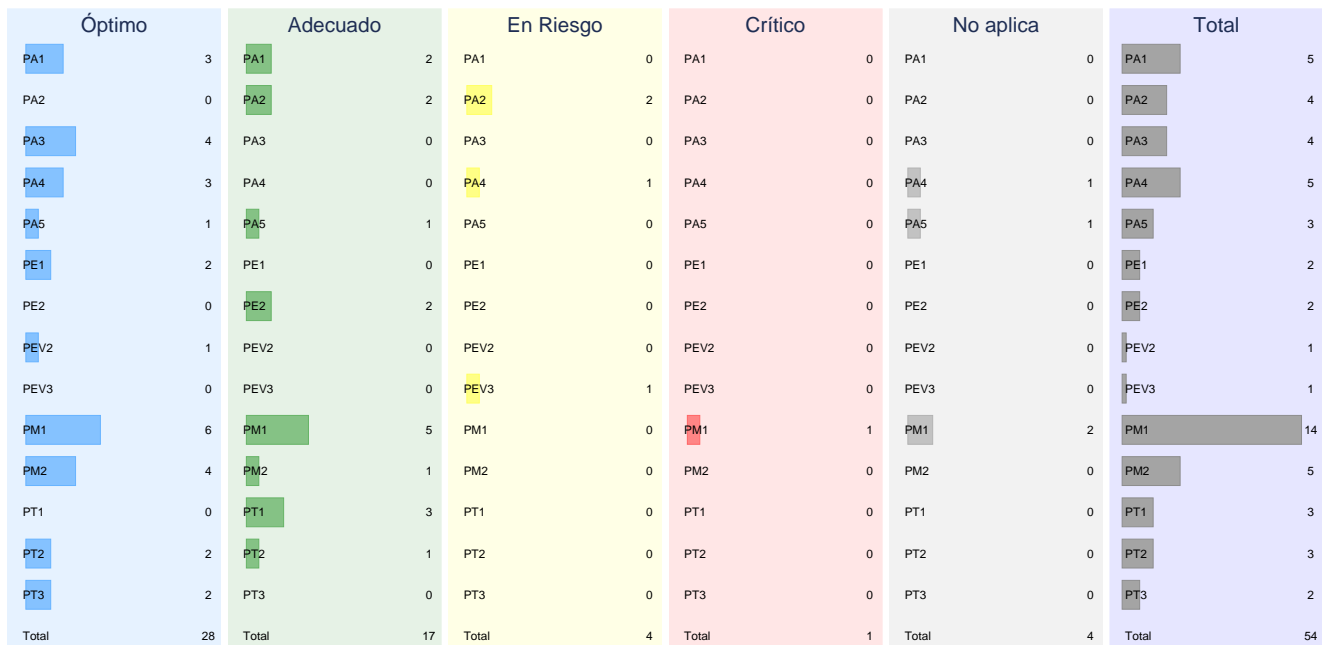 Óptimo Adecuado En Riesgo Crítico No aplica Total
PA1 3 PA1 2 PA1 0 PA1 0 PA1 0 PA1 5
PA2 0 PA2 2 PA2 2 PA2 0 PA2 0 PA2 4
PA3 4 PA3 0 PA3 0 PA3 0 PA3 0 PA3 4
PA4 3 PA4 0 PA4 1 PA4 0 PA4 1 PA4 5
PA5 1 PA5 1 PA5 0 PA5 0 PA5 1 PA5 3
PE1 2 PE1 0 PE1 0 PE1 0 PE1 0 PE1 2
PE2 0 PE2 2 PE2 0 PE2 0 PE2 0 PE2 2
PEV2 1 PEV2 0 PEV2 0 PEV2 0 PEV2 0 PEV2 1
PEV3 0 PEV3 0 PEV3 1 PEV3 0 PEV3 0 PEV3 1
PM1 6 PM1 5 PM1 0 PM1 1 PM1 2 PM1 14
PM2 4 PM2 1 PM2 0 PM2 0 PM2 0 PM2 5
PT1 0 PT1 3 PT1 0 PT1 0 PT1 0 PT1 3
PT2 2 PT2 1 PT2 0 PT2 0 PT2 0 PT2 3
PT3 2 PT3 0 PT3 0 PT3 0 PT3 0 PT3 2
Total 28 Total 17 Total 4 Total 1 Total 4 Total 54